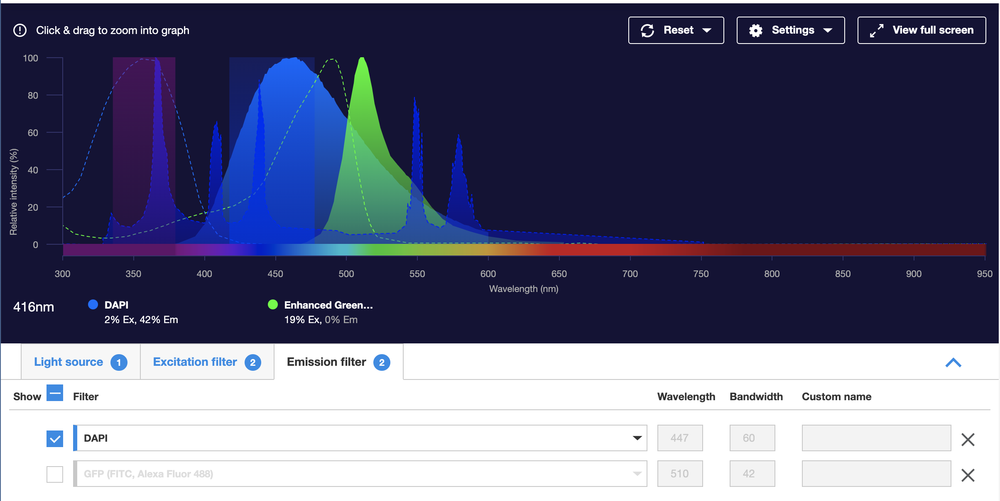 Click & drag to zoom into graph
Reset
Settings
View full screen
100
80
60
40
20
0
Relative intensity (%)
300 350 400 450 500 550 600 650 700 750 800 850 900 950
Wavelength (nm)
416nm
DAPI
2% Ex, 42% Em
Enhanced Green...
19% Ex, 0% Em
Light source 1
Excitation filter 2
Emission filter 2
Show Filter Wavelength Bandwidth Custom name
DAPI 447 60
GFP (FITC, Alexa Fluor 488) 510 42